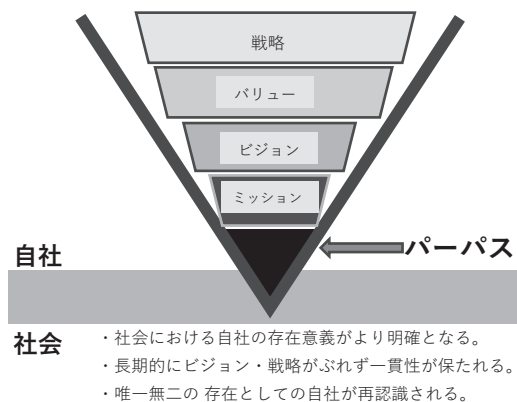 戦略
バリュー
ビジョン
ミッション
パーパス
自社
社会
・社会における自社の存在意義がより明確となる。
・長期的にビジョン・戦略がぶれず一貫性が保たれる。
・唯一無二の 存在としての自社が再認識される。